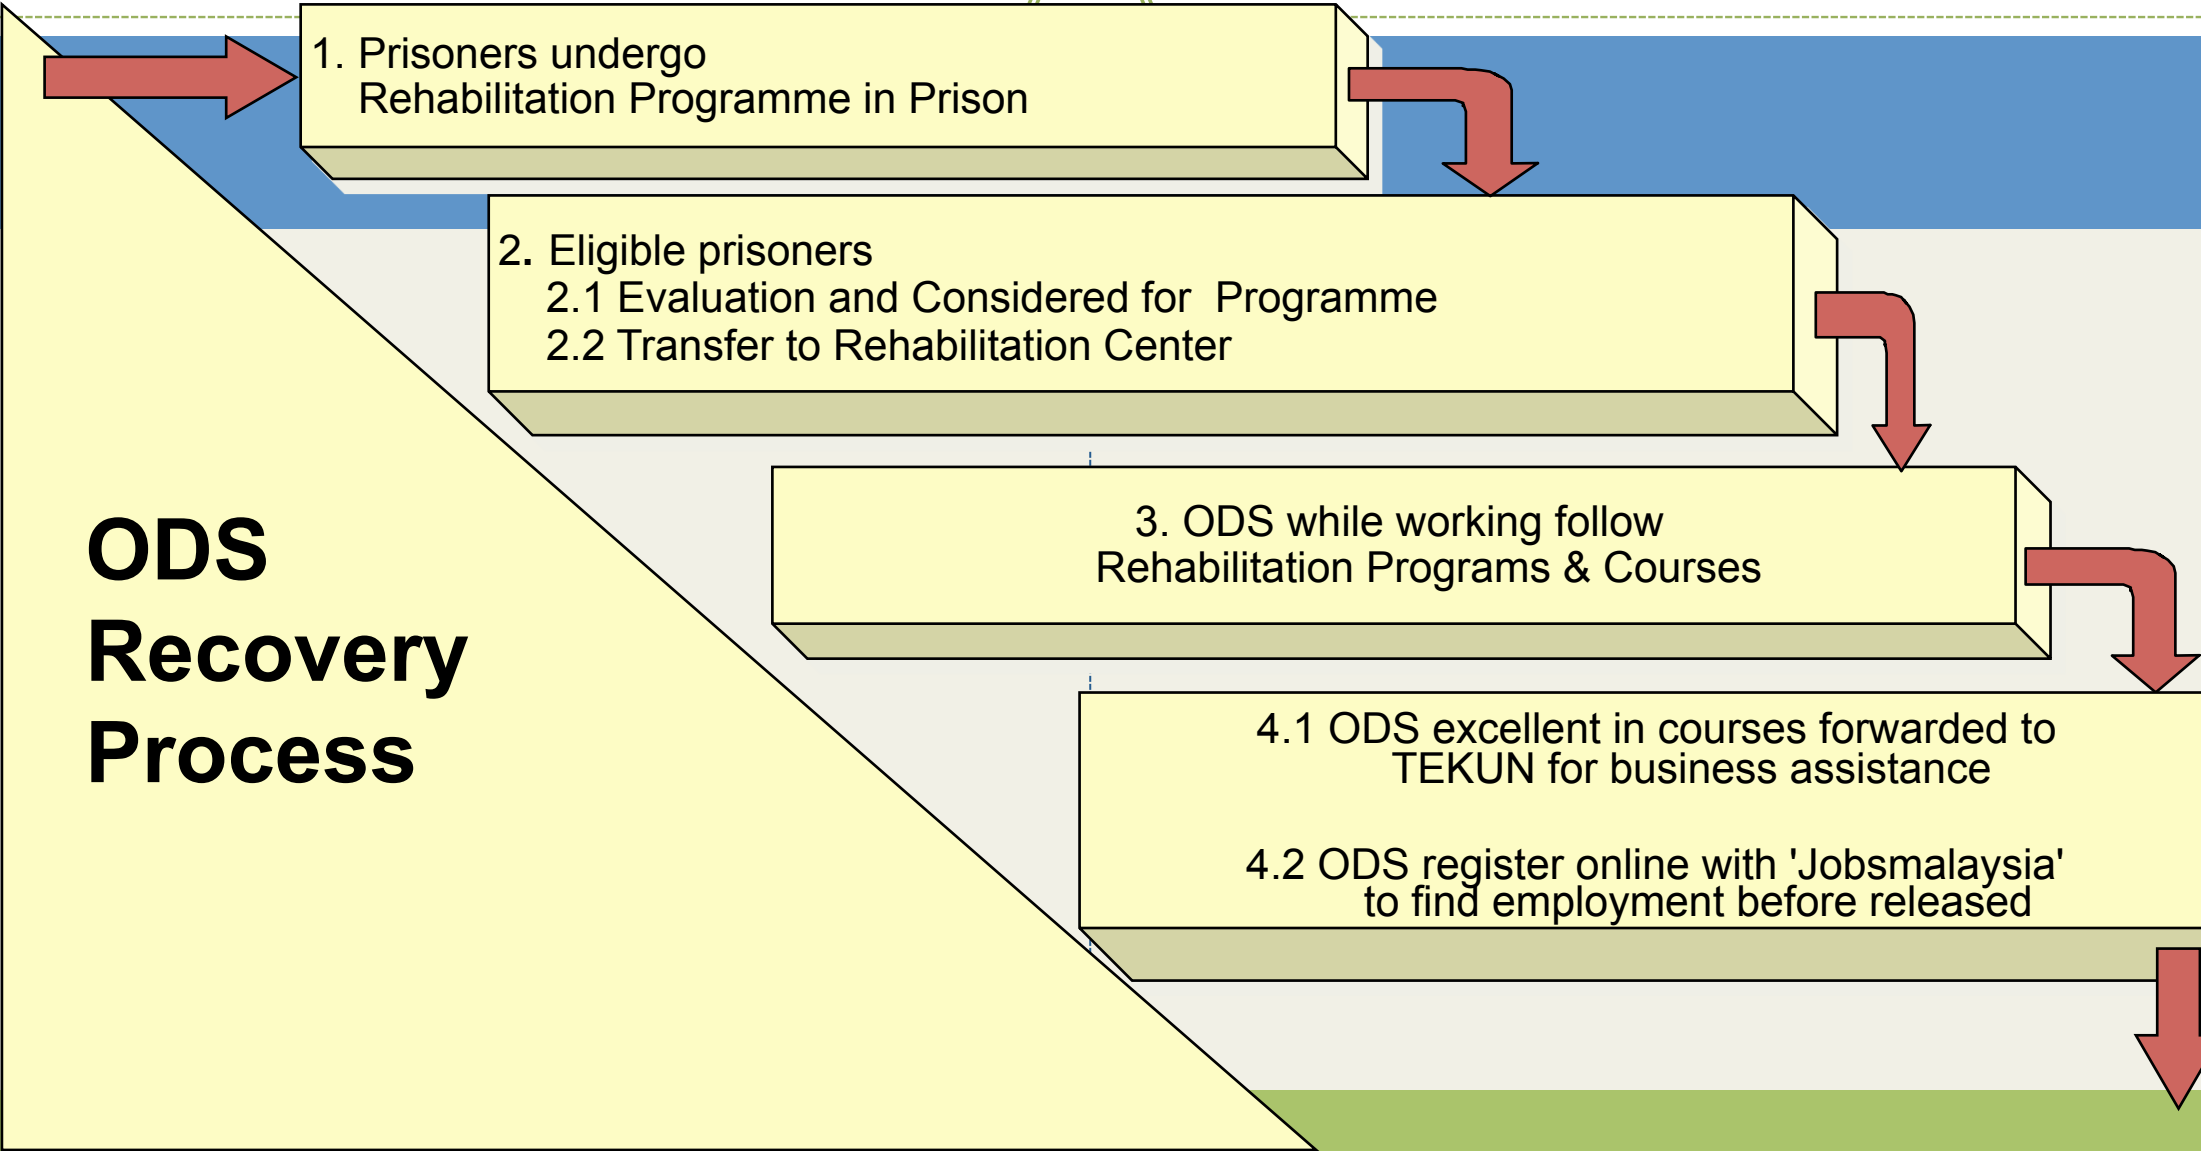 1. Prisoners undergo
Rehabilitation Programme in Prison
2. Eligible prisoners
2.1 Evaluation and Considered for  Programme
2.2 Transfer to Rehabilitation Center
3. ODS while working follow
Rehabilitation Programs & Courses
4.1 ODS excellent in courses forwarded to
TEKUN for business assistance
4.2 ODS register online with 'Jobsmalaysia'
to find employment before released
ODS
Recovery
Process